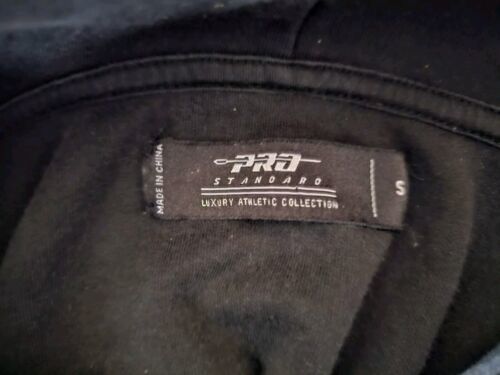 MADE IN CHINA
PRO
STANDARD
LUXURY ATHLETIC COLLECTION
S